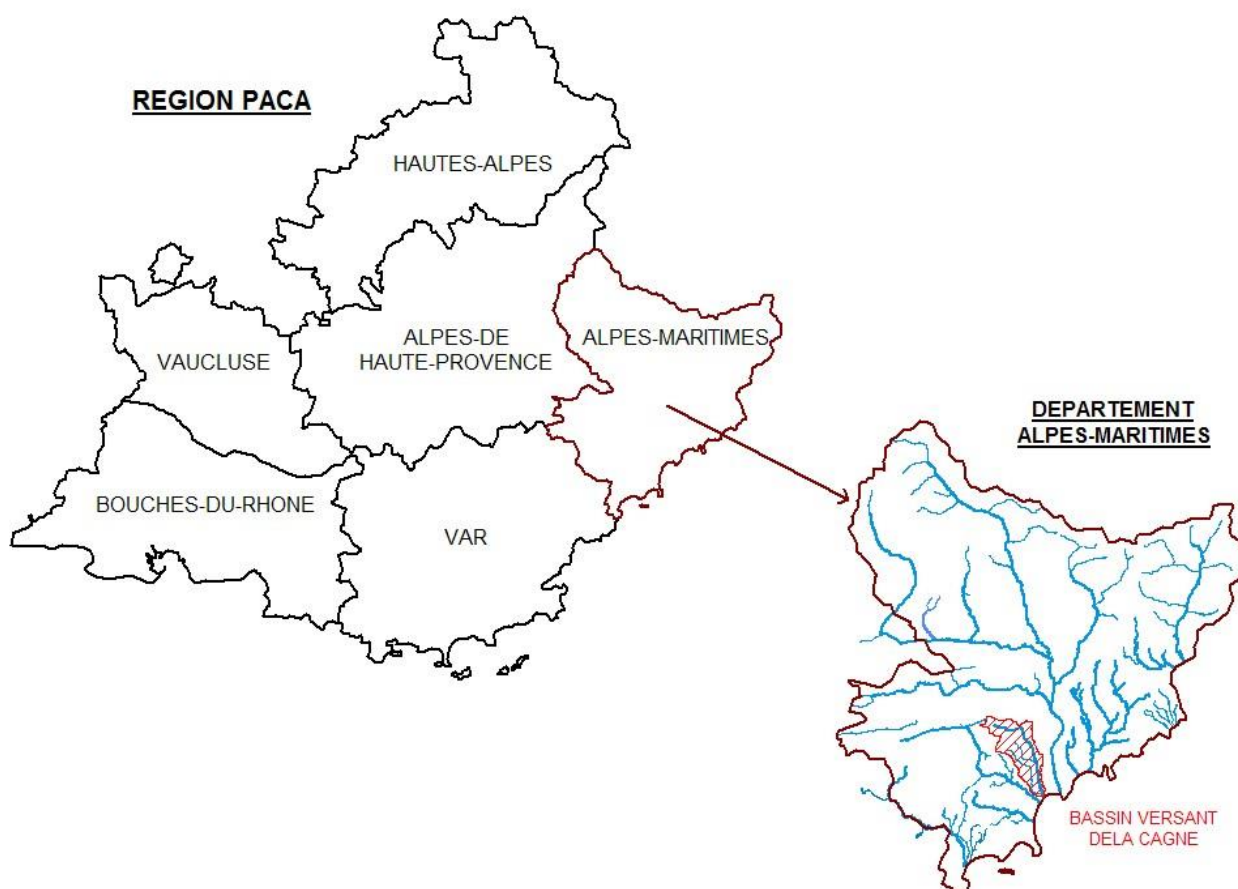 REGION PACA
HAUTES-ALPES
ALPES-DE
HAUTE-PROVENCE
ALPES-MARITIMES
VAUCLUSE
BOUCHES-DU-RHONE
VAR
DEPARTEMENT
ALPES-MARITIMES
BASSIN VERSANT
DELA CAGNE